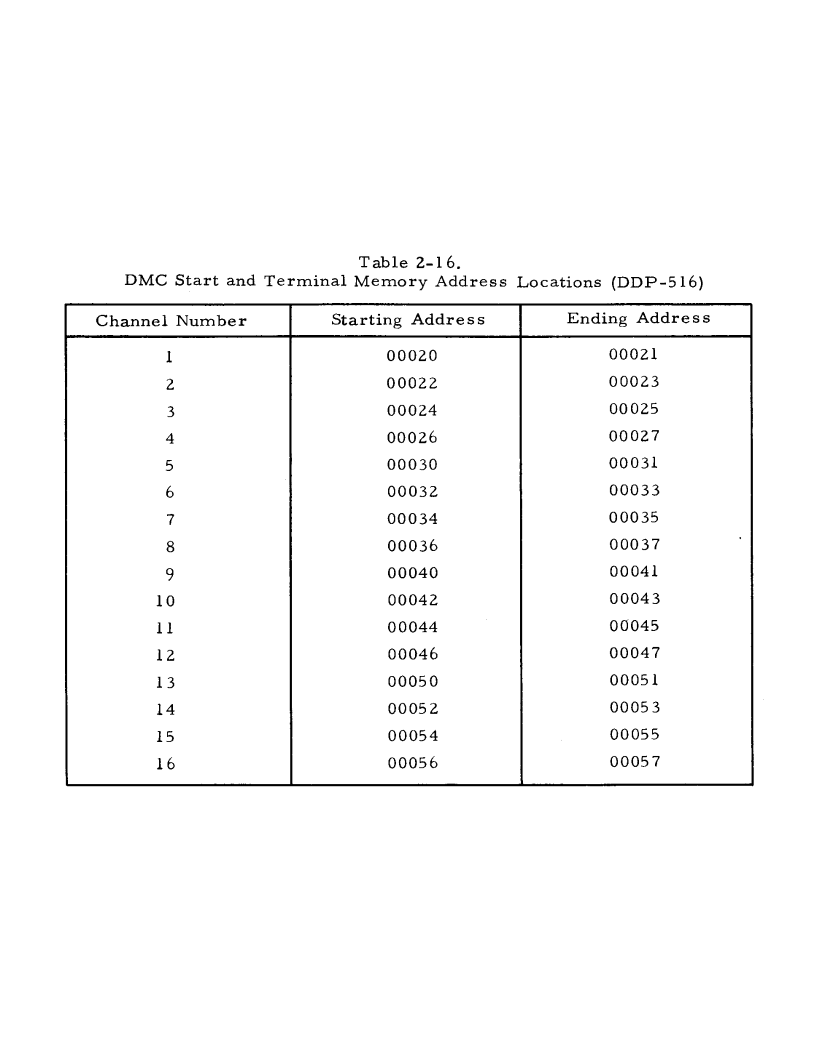 Table 2-16.
DMC Start and Terminal Memory Address Locations (DDP-516)
Channel Number Starting Address Ending Address
1 00020 00021
2 00022 00023
3 00024 00025
4 00026 00027
5 00030 00031
6 00032 00033
7 00034 00035
8 00036 00037
9 00040 00041
10 00042 00043
11 00044 00045
12 00046 00047
13 00050 00051
14 00052 00053
15 00054 00055
16 00056 00057